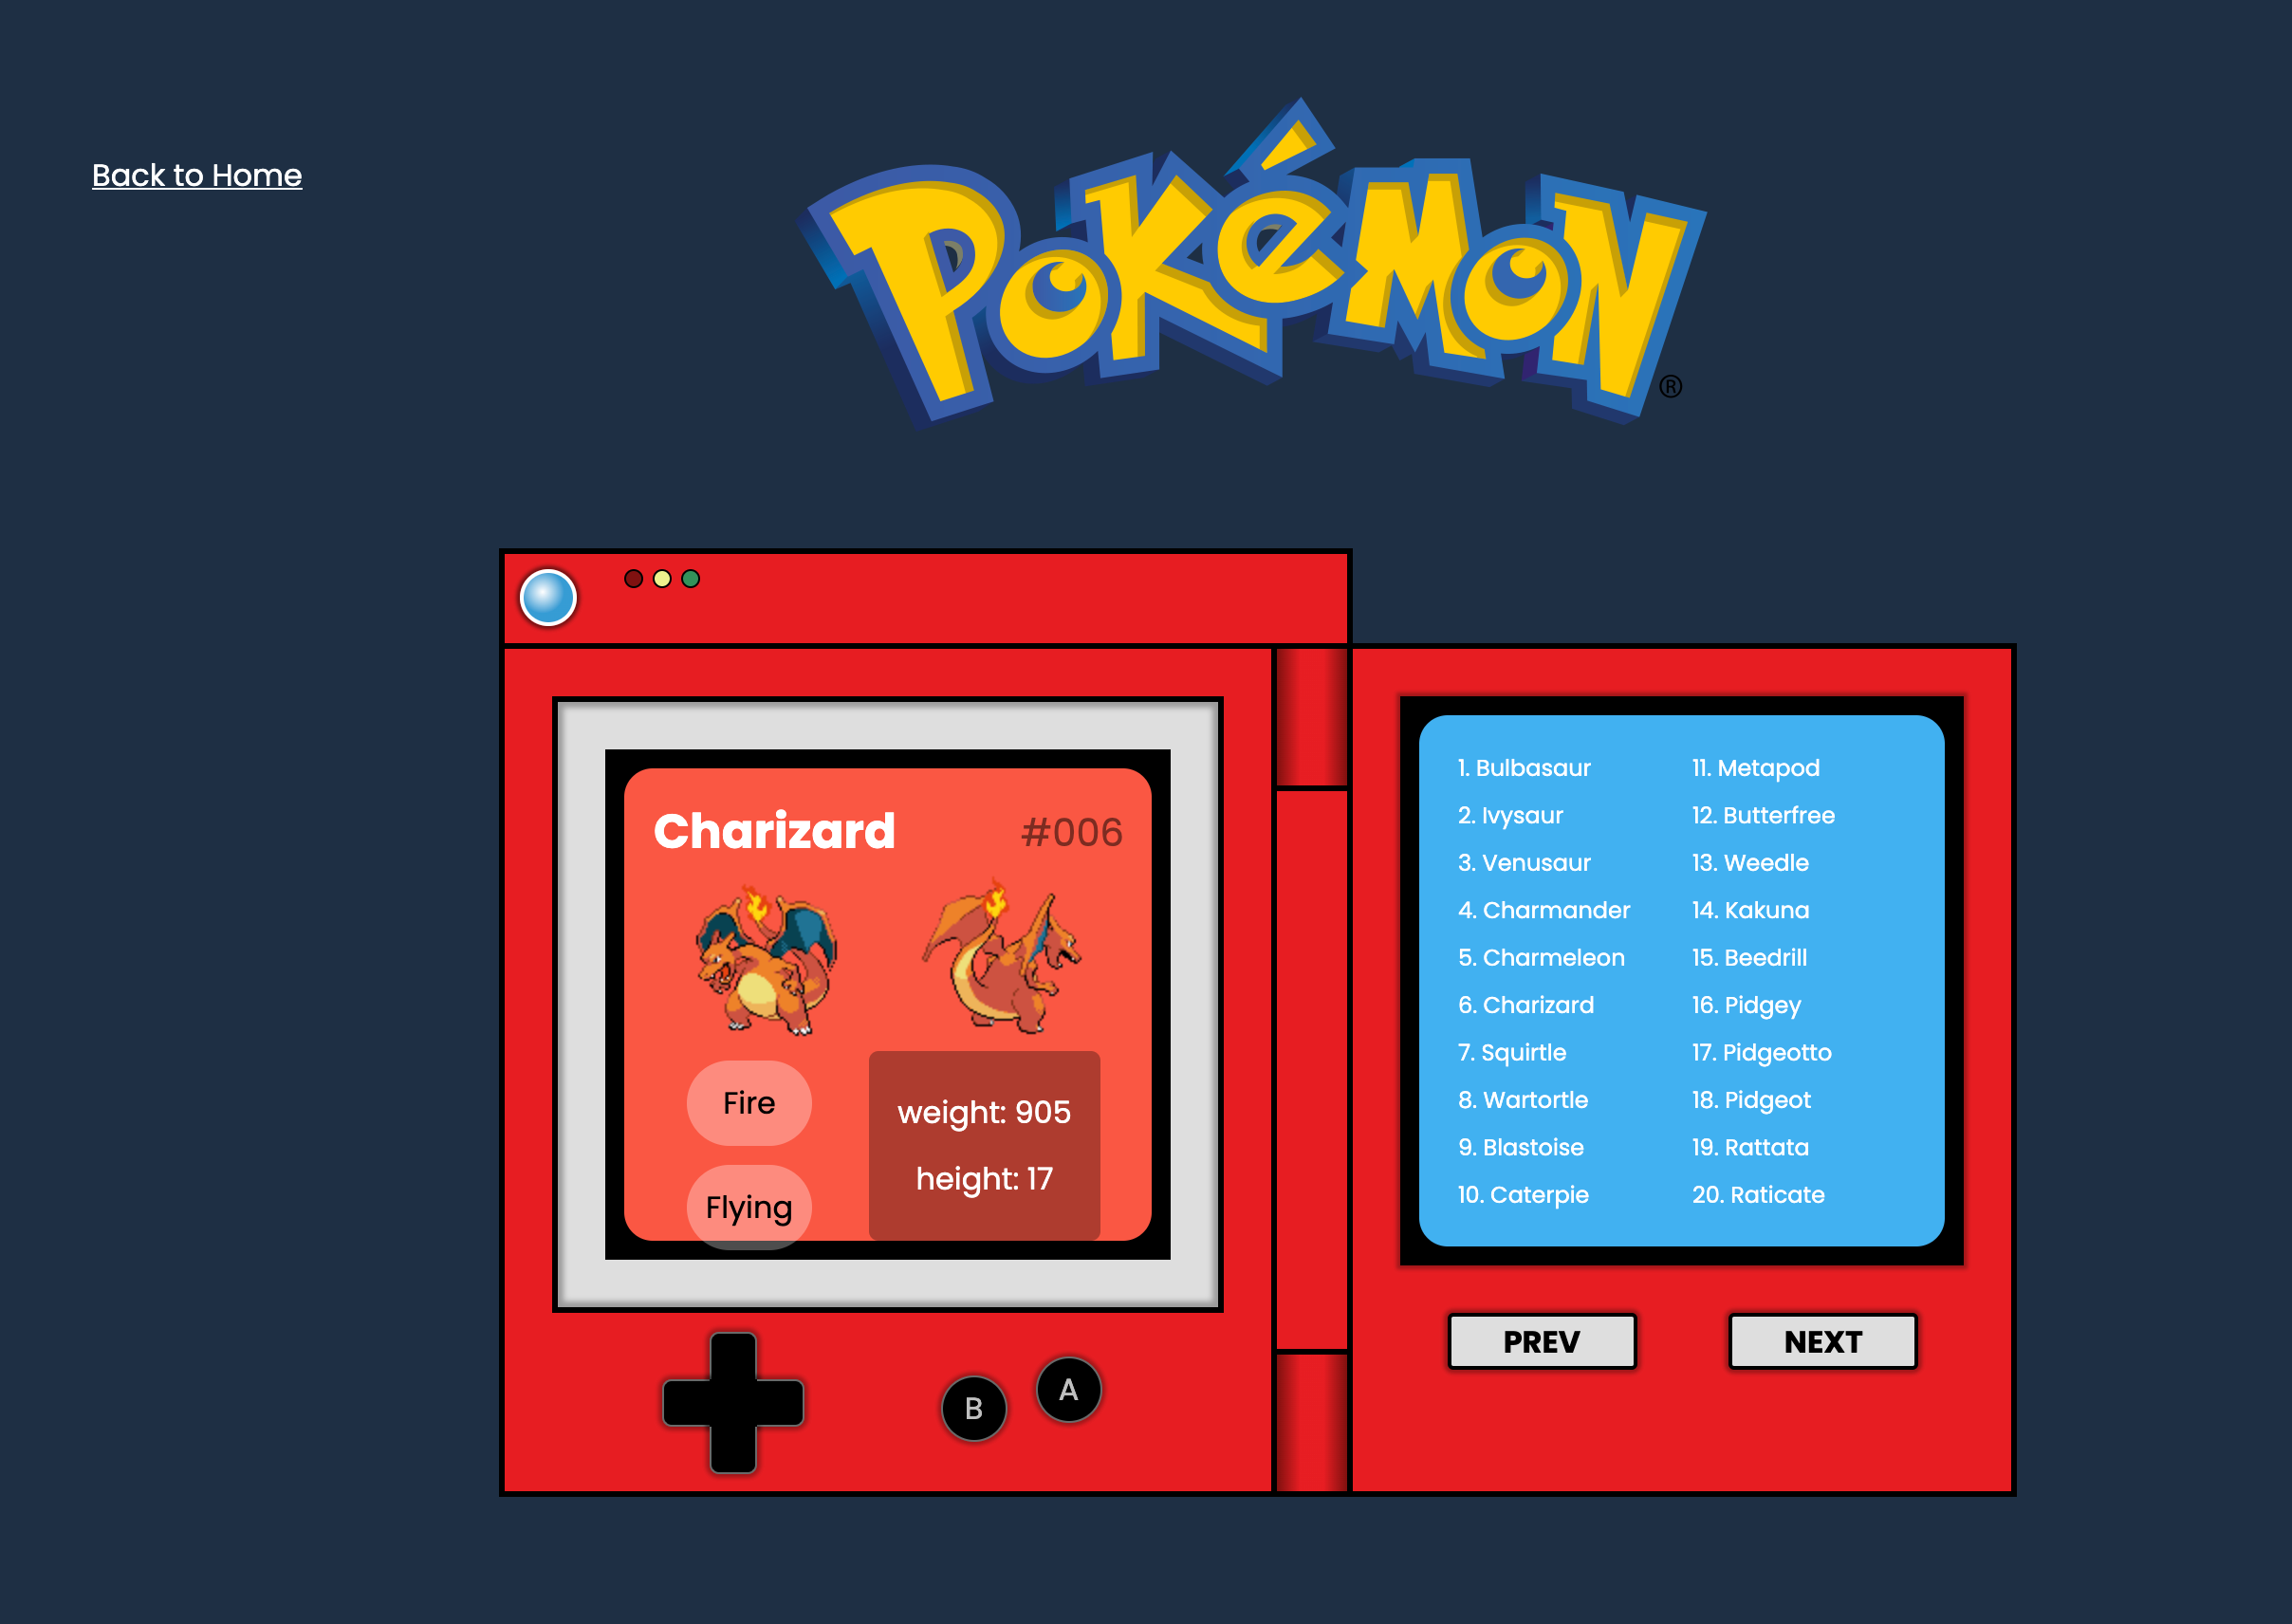 Back to Home
POKéMON
®
Charizard #006
Fire
Flying
weight: 905
height: 17
B
A
1. Bulbasaur
2. Ivysaur
3. Venusaur
4. Charmander
5. Charmeleon
6. Charizard
7. Squirtle
8. Wartortle
9. Blastoise
10. Caterpie
11. Metapod
12. Butterfree
13. Weedle
14. Kakuna
15. Beedrill
16. Pidgey
17. Pidgeotto
18. Pidgeot
19. Rattata
20. Raticate
PREV
NEXT